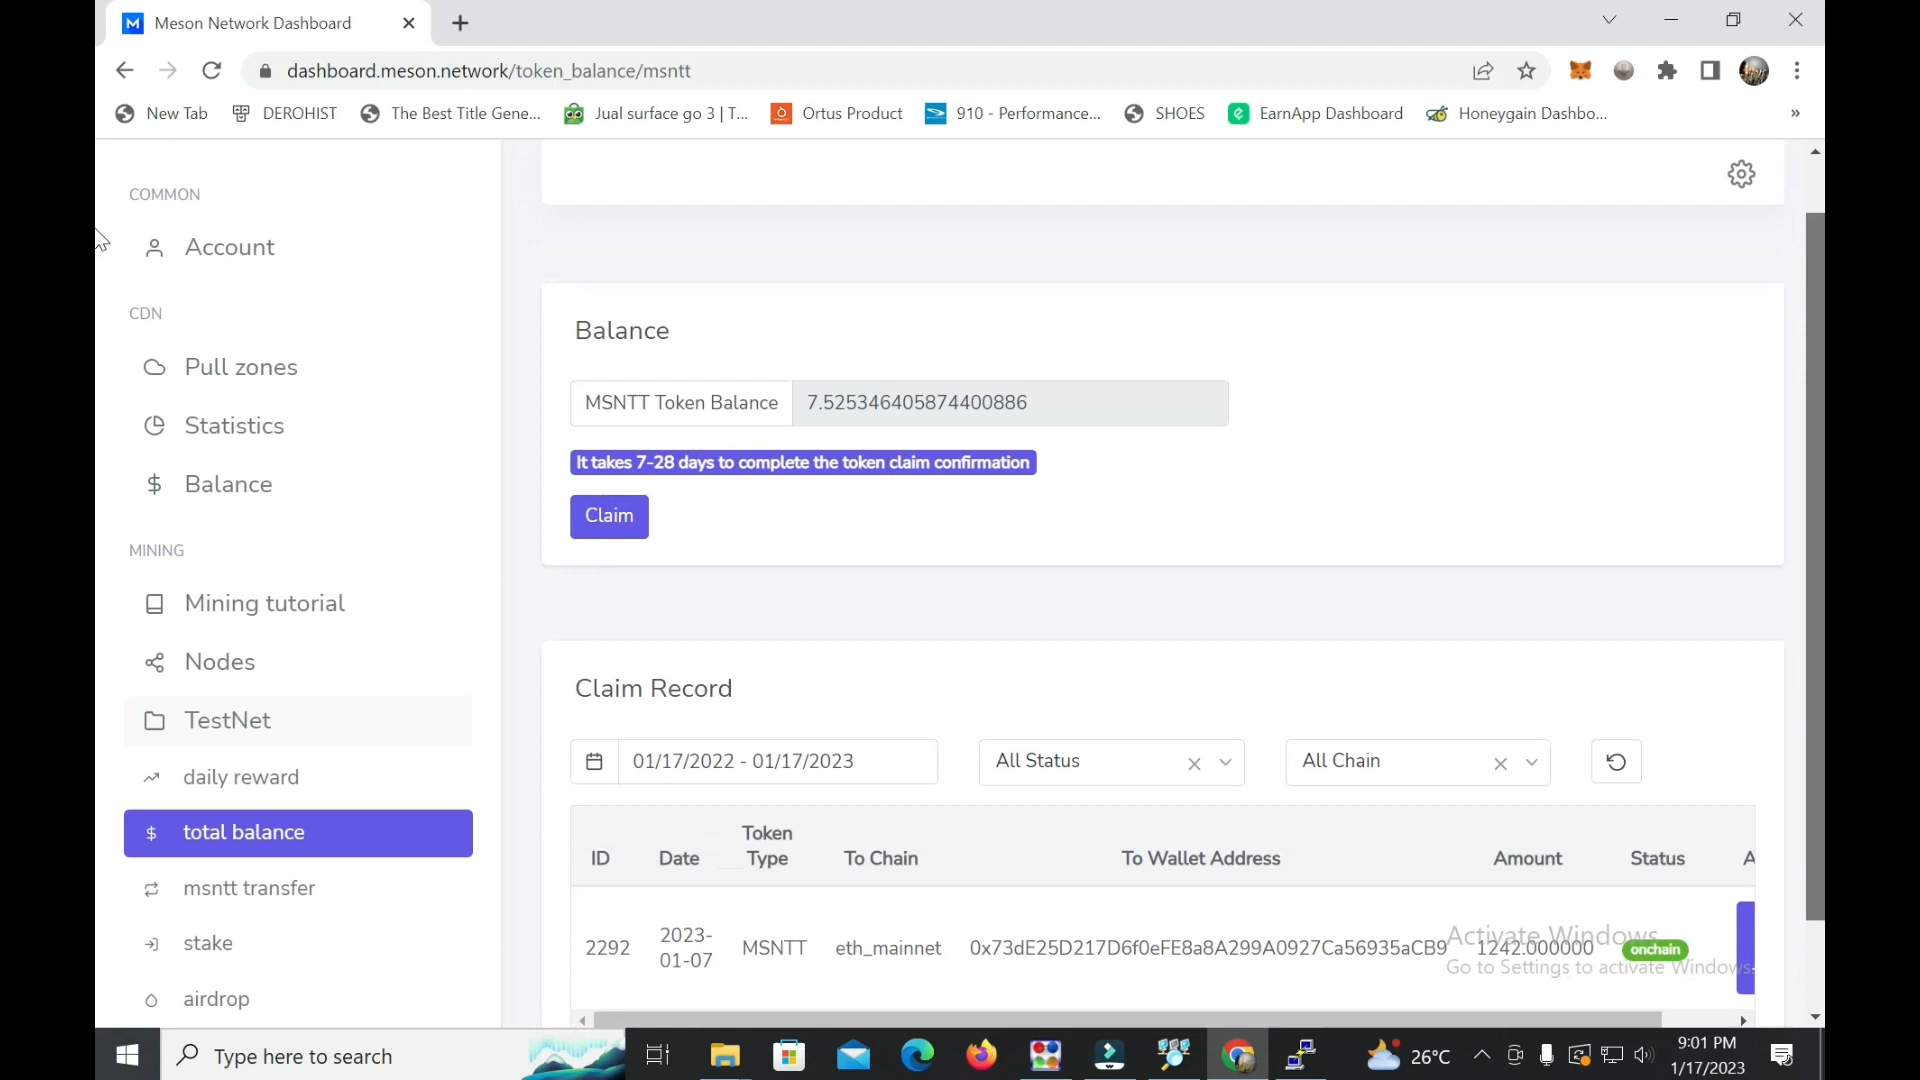 Meson Network Dashboard
dashboard.meson.network/token_balance/msntt
New Tab
DEROHIST
The Best Title Gene...
Jual surface go 3 | T...
Ortus Product
910 - Performance...
SHOES
EarnApp Dashboard
Honeygain Dashbo...
»
COMMON
Account
CDN
Pull zones
Statistics
Balance
MINING
Mining tutorial
Nodes
TestNet
daily reward
total balance
msntt transfer
stake
airdrop
Balance
MSNTT Token Balance 7.525346405874400886
It takes 7-28 days to complete the token claim confirmation
Claim
Claim Record
01/17/2022 - 01/17/2023
All Status
All Chain
ID Date Token Type To Chain To Wallet Address Amount Status A
2292 2023-01-07 MSNTT eth_mainnet 0x73dE25D217D6f0eFE8a8A299A0927Ca56935aCB9 1242.000000 onchain
Activate Windows
Go to Settings to activate Windows.
Type here to search
26°C
9:01 PM
1/17/2023